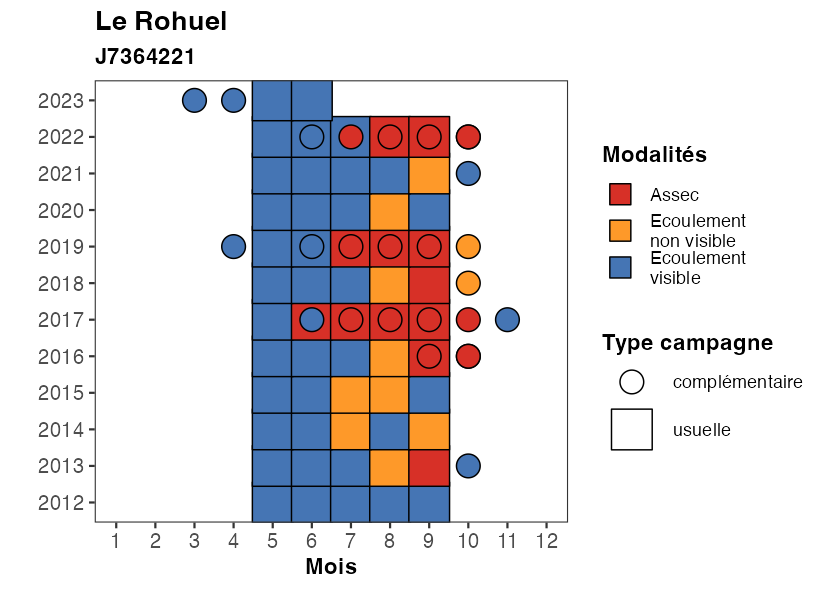 Le Rohuel
J7364221
2023
2022
2021
2020
2019
2018
2017
2016
2015
2014
2013
2012
1 2 3 4 5 6 7 8 9 10 11 12
Mois
Modalités
Assec
Ecoulement
non visible
Ecoulement
visible
Type campagne
complémentaire
usuelle